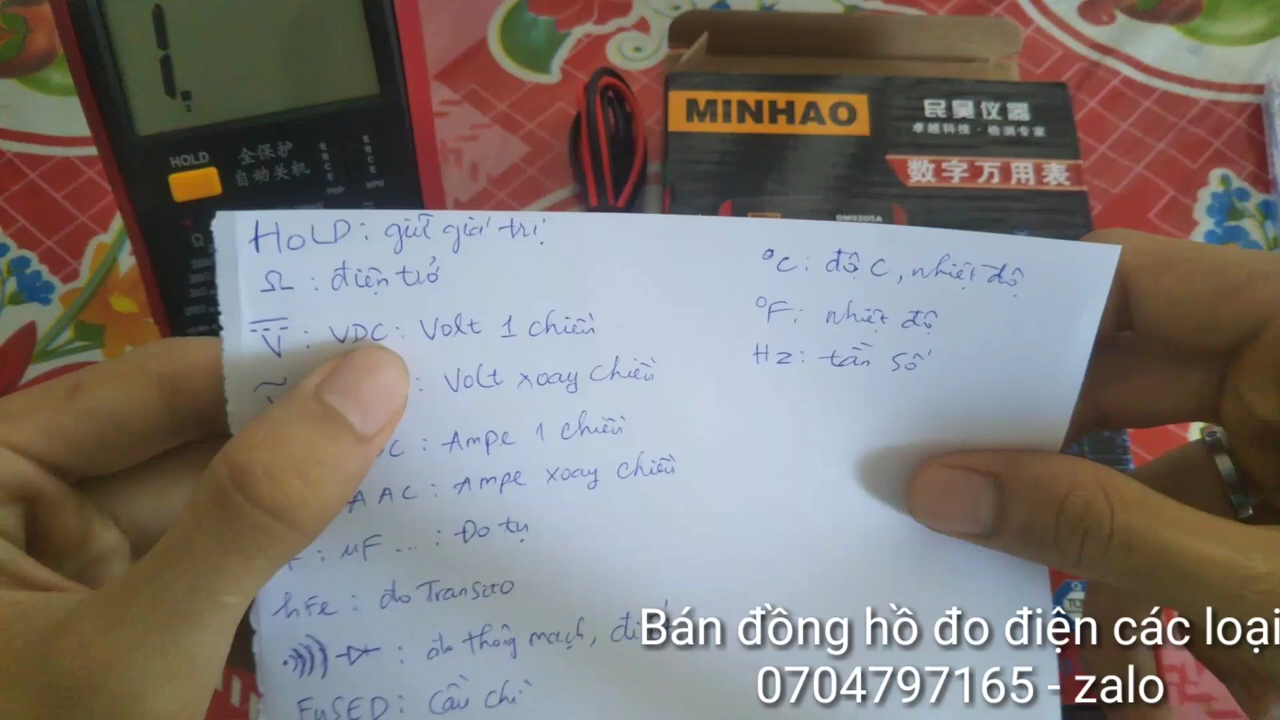 HOLD
全保护
自动关机
PNP
NPN
Ω
MINHAO
民昊仪器
卓越科技·检测专家
数字万用表
HOLD: giữ giá trị
Ω: điện trở
V: VDC: Volt 1 chiều
: Volt xoay chiều
C: Ampe 1 chiều
AAC: Ampe xoay chiều
F: µF...: Đo tụ
hFe: đo Transito
: đo thông mạch,
FUSED: Cầu chì
°C: độ C, nhiệt độ
°F: nhiệt độ
Hz: tần số
Bán đồng hồ đo điện các loại
0704797165 - zalo